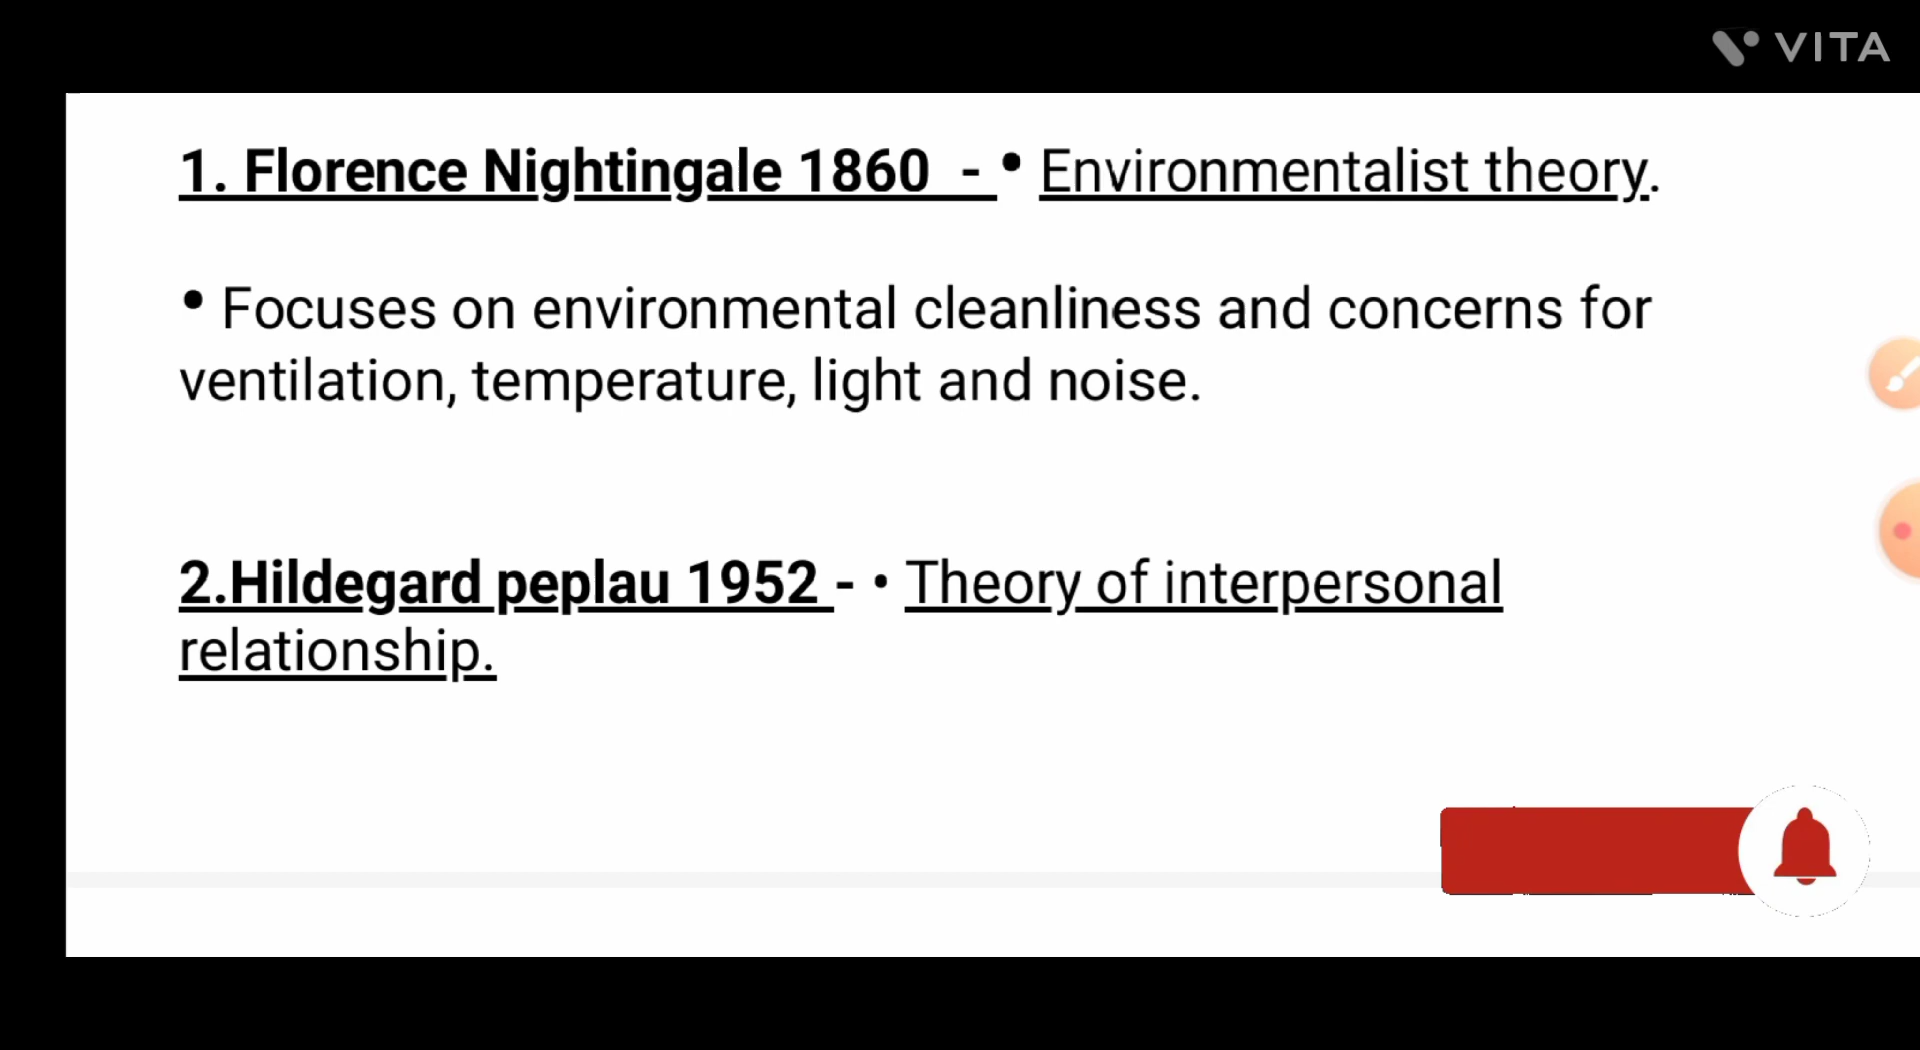 VITA
1. Florence Nightingale 1860 - • Environmentalist theory.
• Focuses on environmental cleanliness and concerns for
ventilation, temperature, light and noise.
2.Hildegard peplau 1952 - • Theory of interpersonal
relationship.